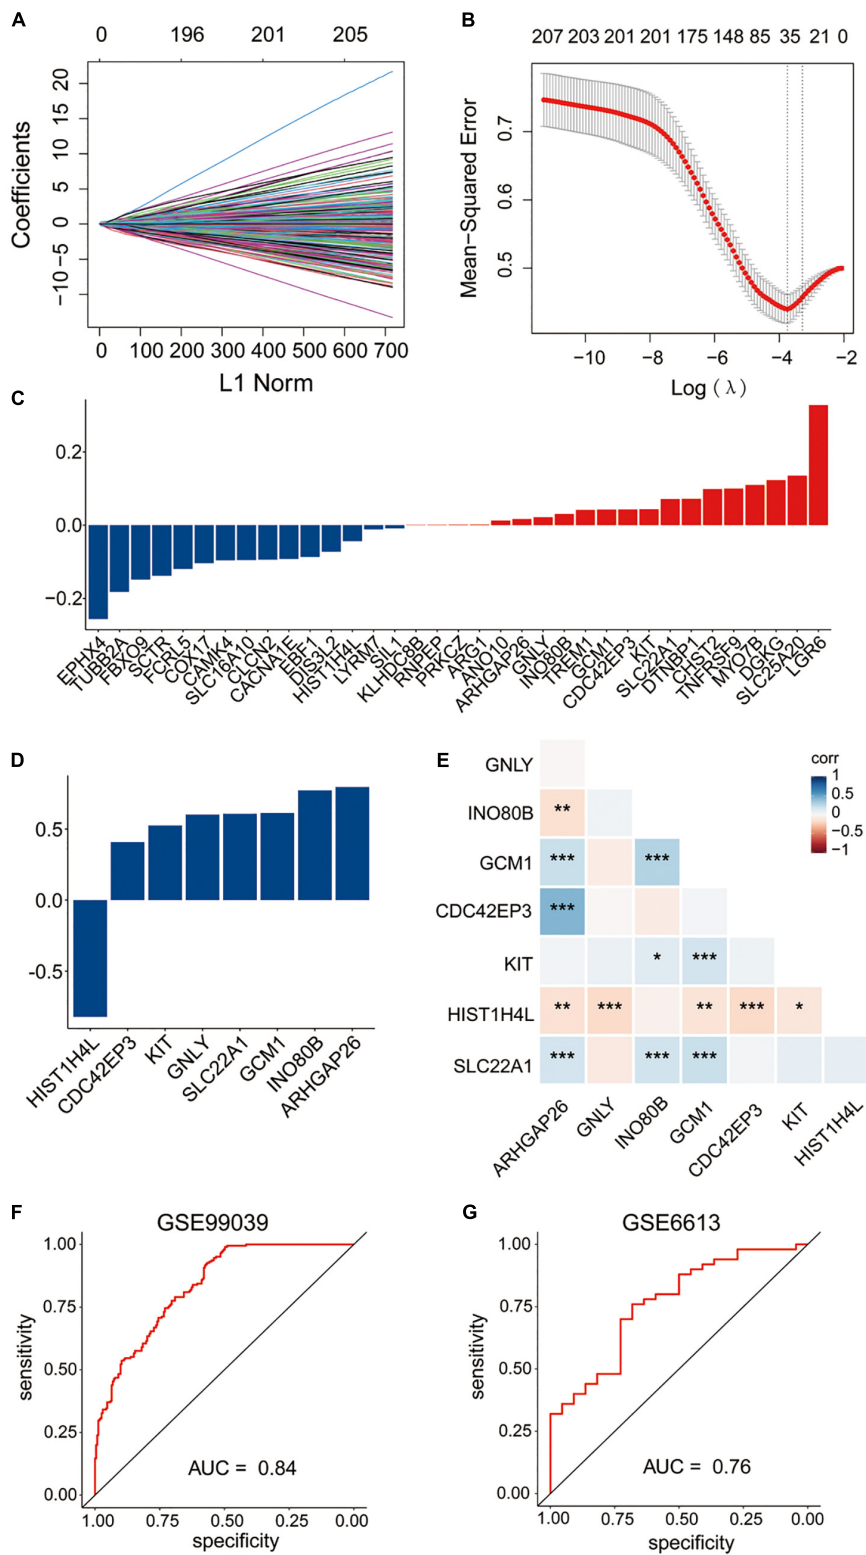 A
0 196 201 205
20
15
10
5
0
−5
−10
Coefficients
0 100 200 300 400 500 600 700
L1 Norm
B
207 203 201 201 175 148 85 35 21 0
0.7
0.6
0.5
Mean−Squared Error
−10 −8 −6 −4 −2
Log (λ)
C
0.2
0.0
−0.2
EPHX4
TUBB2A
FBXO9
SCTR
FCRL5
COX17
CAMK4
SLC16A10
CLCN2
CACNA1E
EBF1
DIS3L2
HIST1H4L
LYRM7
SIL1
KLHDC8B
RNPEP
PRKCZ
ARG1
ANO10
ARHGAP26
GNLY
INO80B
TREM1
GCM1
CDC42EP3
KIT
SLC22A1
DTNBP1
CHST2
TNFRSF9
MYO7B
DGKG
SLC25A20
LGR6
D
0.5
0.0
-0.5
HIST1H4L
CDC42EP3
KIT
GNLY
SLC22A1
GCM1
INO80B
ARHGAP26
E
corr
1
0.5
0
−0.5
−1
GNLY
INO80B **
GCM1 *** ***
CDC42EP3 ***
KIT * ***
HIST1H4L ** *** ** *** *
SLC22A1 *** *** ***
ARHGAP26
GNLY
INO80B
GCM1
CDC42EP3
KIT
HIST1H4L
F
GSE99039
1.00
0.75
0.50
0.25
0.00
sensitivity
AUC = 0.84
1.00 0.75 0.50 0.25 0.00
specificity
G
GSE6613
1.00
0.75
0.50
0.25
0.00
sensitivity
AUC = 0.76
1.00 0.75 0.50 0.25 0.00
specificity